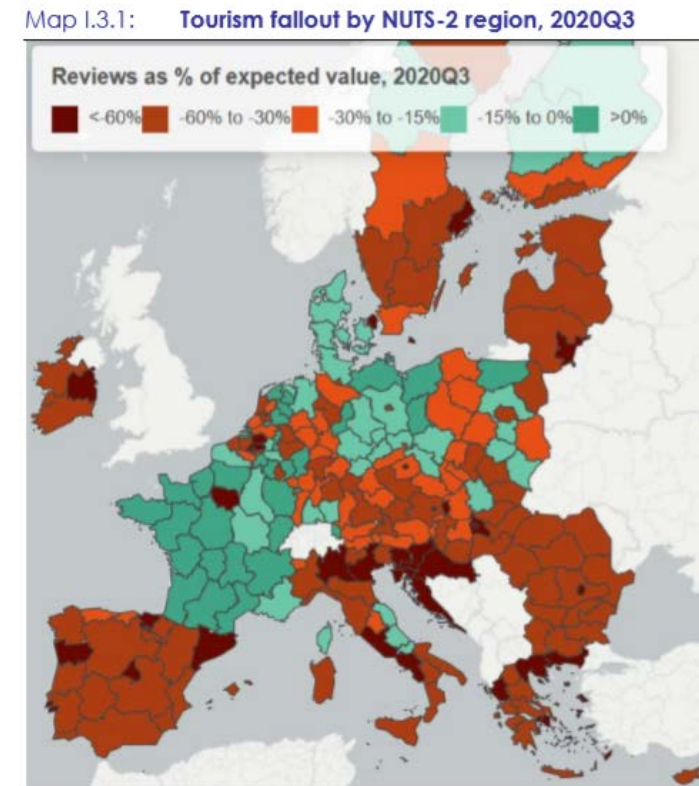 Map I.3.1: Tourism fallout by NUTS-2 region, 2020Q3
Reviews as % of expected value, 2020Q3
<-60% -60% to -30% -30% to -15% -15% to 0% >0%